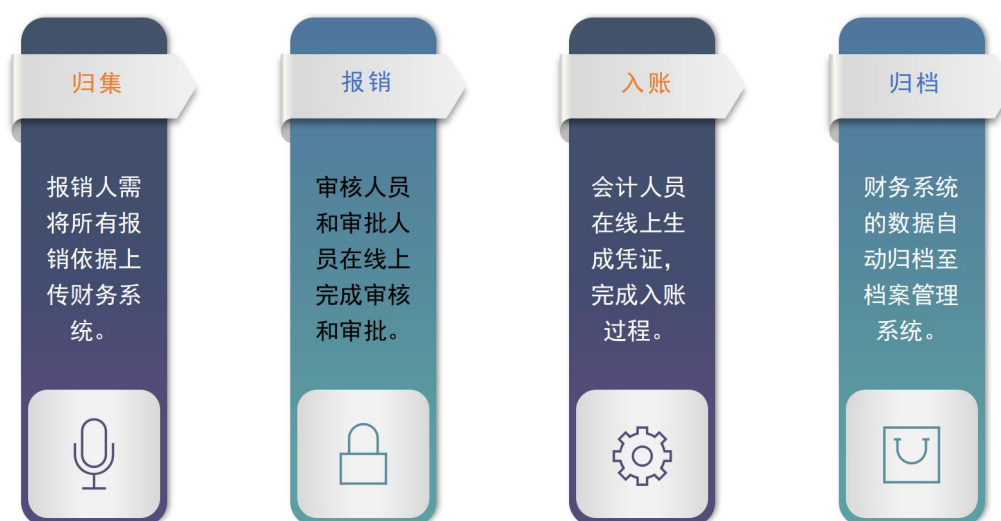 归集
报销人需
将所有报
销依据上
传财务系
统。
报销
审核人员
和审批人
员在线上
完成审核
和审批。
入账
会计人员
在线上生
成凭证，
完成入账
过程。
归档
财务系统
的数据自
动归档至
档案管理
系统。